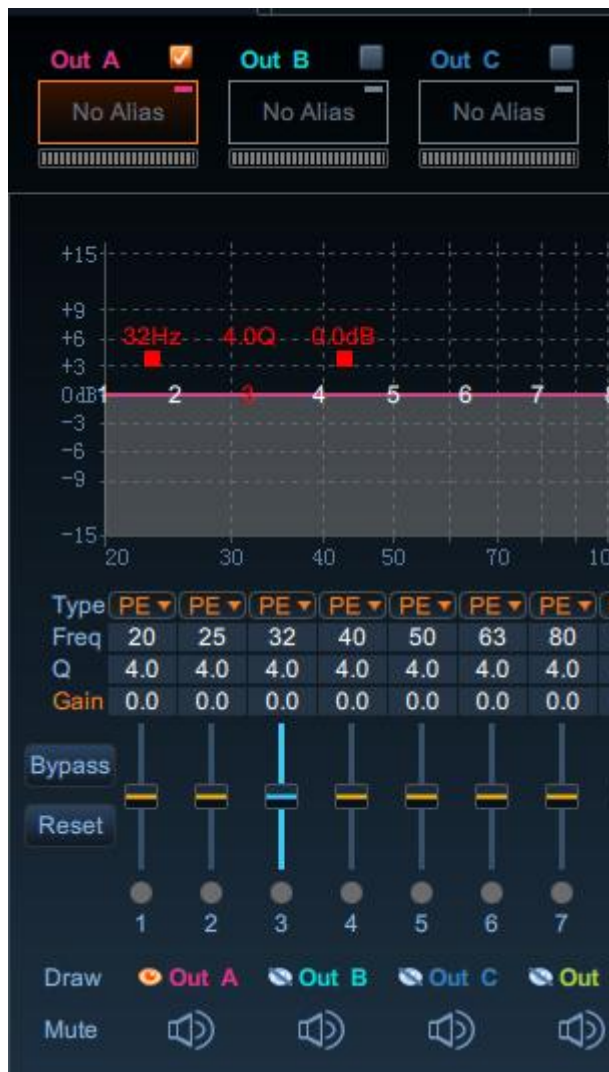 Out A Out B Out C
No Alias No Alias No Alias
+15
+9
+6
32Hz 4.0Q 0.0dB
+3
0dB 1 2 3 4 5 6 7
-3
-6
-9
-15
20 30 40 50 70
Type PE PE PE PE PE PE PE
Freq 20 25 32 40 50 63 80
Q 4.0 4.0 4.0 4.0 4.0 4.0 4.0
Gain 0.0 0.0 0.0 0.0 0.0 0.0 0.0
Bypass
Reset
1 2 3 4 5 6 7
Draw Out A Out B Out C Out
Mute